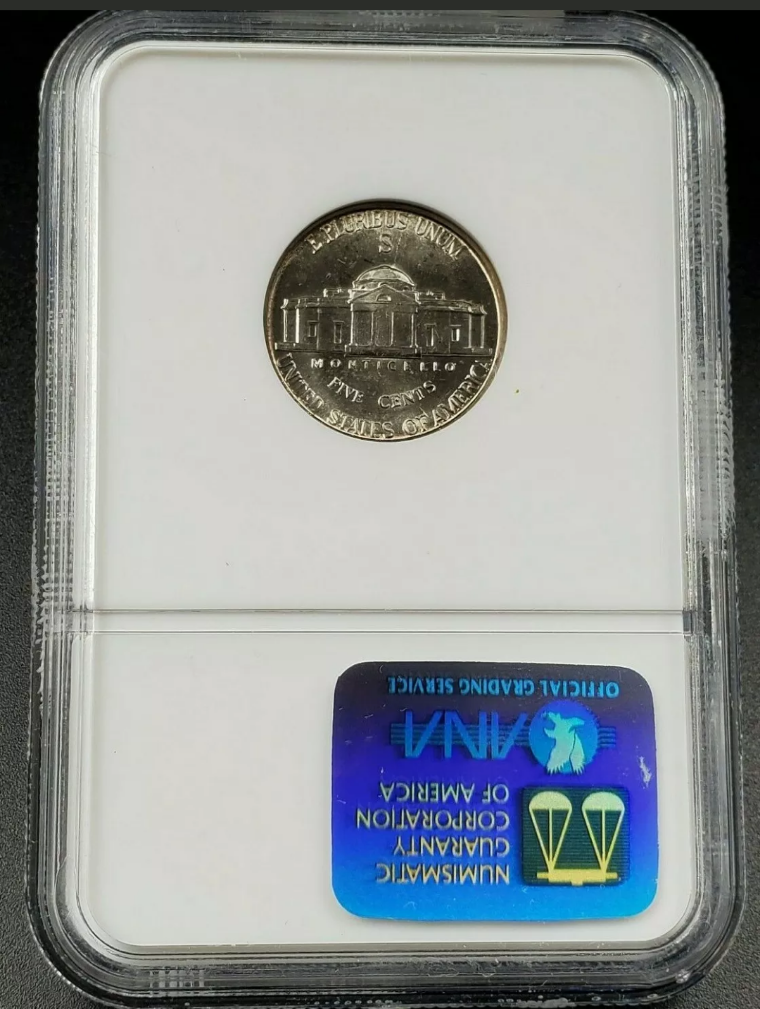 E PLURIBUS UNUM
S
MONTICELLO
FIVE CENTS
UNITED STATES OF AMERICA
OFFICIAL GRADING SERVICE
ANA
NUMISMATIC
GUARANTY
CORPORATION
OF AMERICA